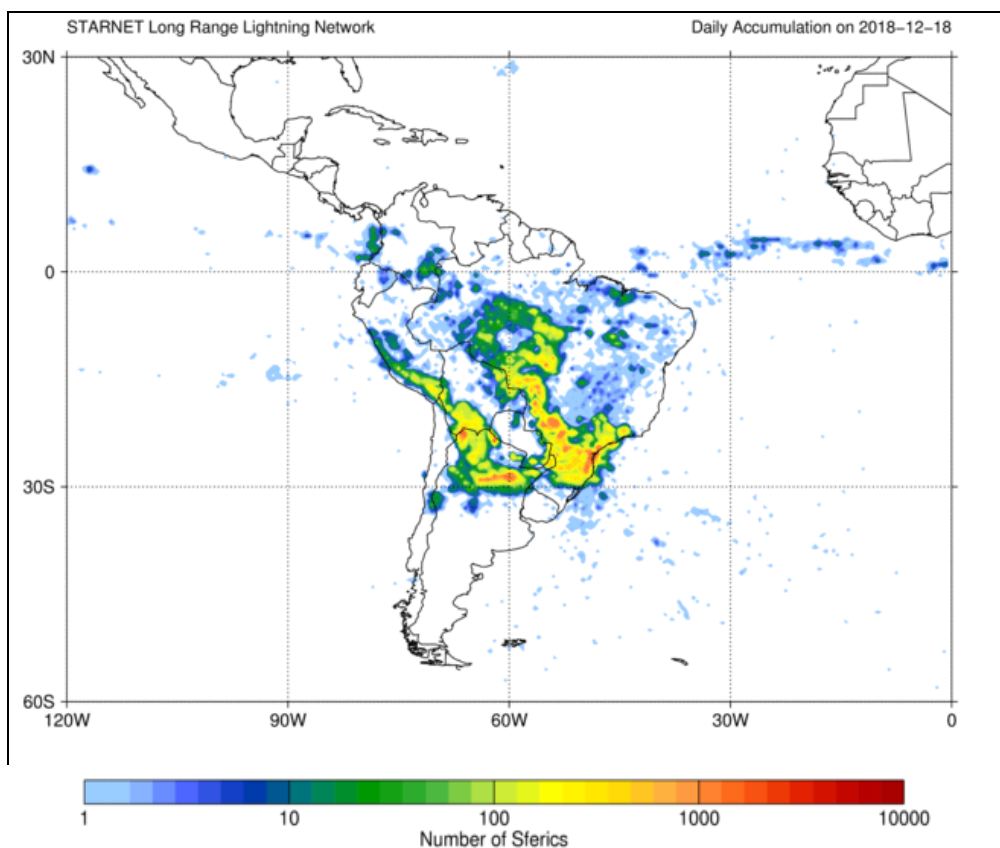 STARNET Long Range Lightning Network Daily Accumulation on 2018-12-18
30N
0
30S
60S
120W 90W 60W 30W 0
1 10 100 1000 10000
Number of Sferics